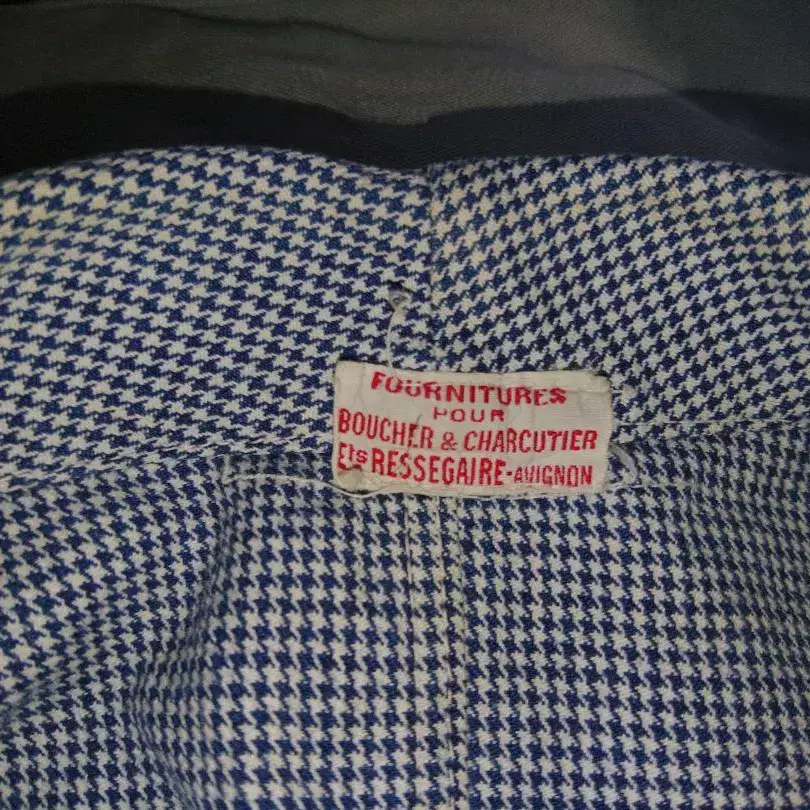 FOURNITURES
POUR
BOUCHER & CHARCUTIER
Ets RESSEGAIRE-AVIGNON